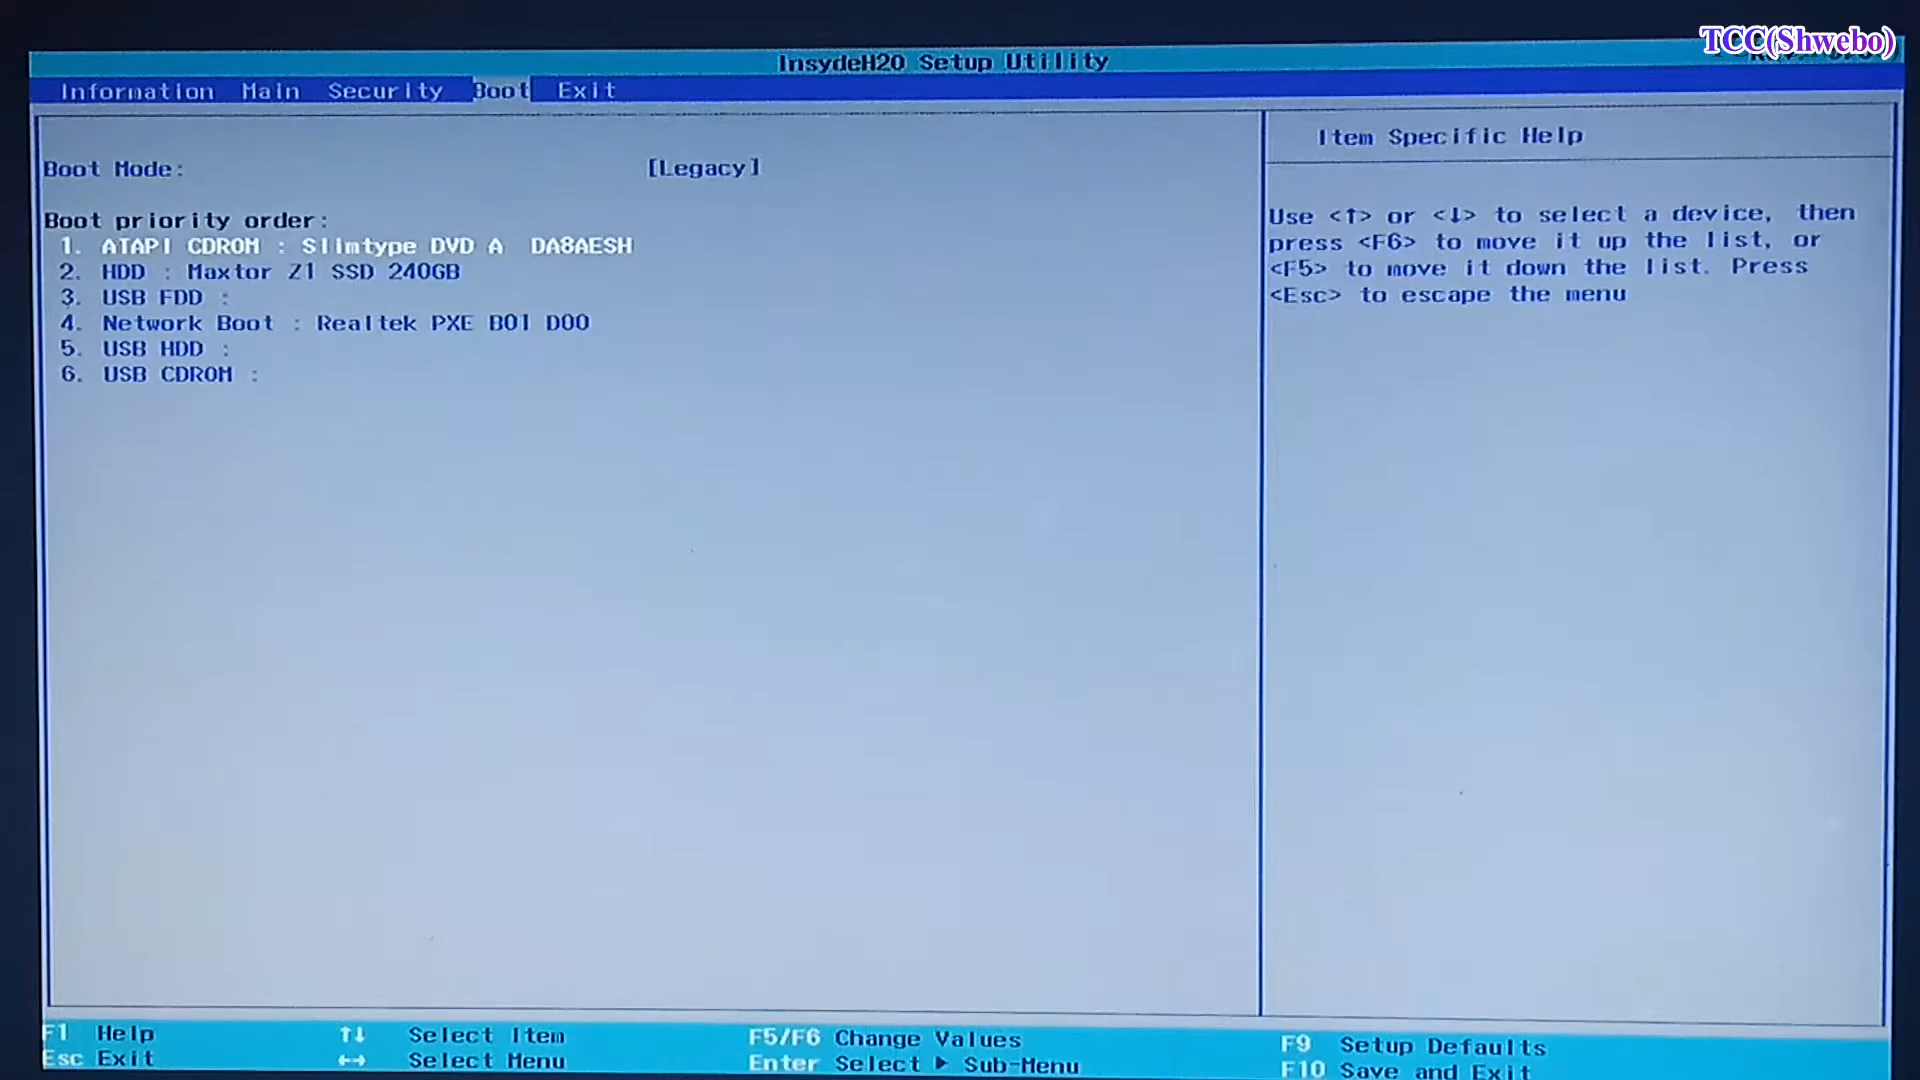 TCC(Shwebo)
InsydeH20 Setup Utility
Information Main Security Boot Exit
Item Specific Help
Boot Mode: [Legacy]
Boot priority order:
1. ATAPI CDROM : Slimtype DVD A DA8AESH
2. HDD : Maxtor Z1 SSD 240GB
3. USB FDD :
4. Network Boot : Realtek PXE B01 D00
5. USB HDD :
6. USB CDROM :
Use <↑> or <↓> to select a device, then
press <F6> to move it up the list, or
<F5> to move it down the list. Press
<Esc> to escape the menu
F1 Help ↑↓ Select Item F5/F6 Change Values F9 Setup Defaults
Esc Exit ↔ Select Menu Enter Select ▶ Sub-Menu F10 Save and Exit